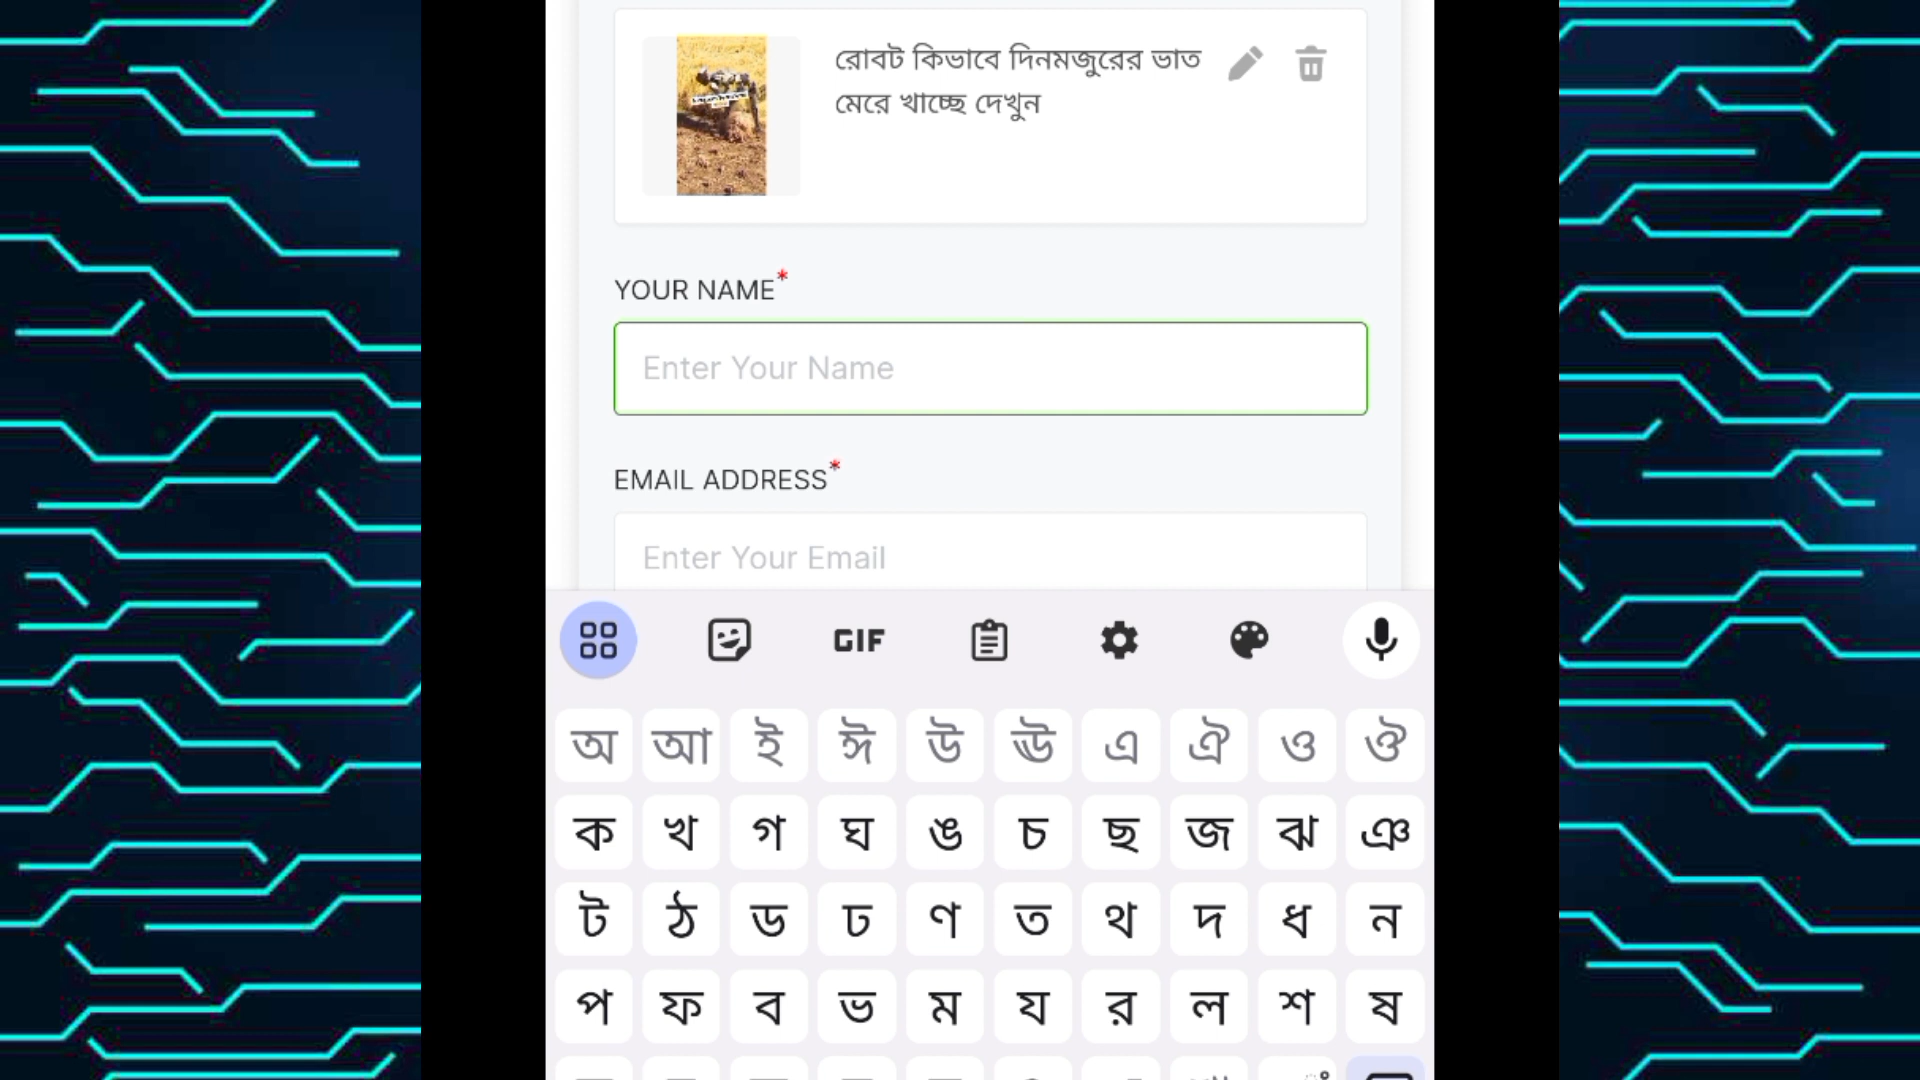 রোবট কিভাবে দিনমজুরের ভাত
মেরে খাচ্ছে দেখুন
YOUR NAME*
Enter Your Name
EMAIL ADDRESS*
Enter Your Email
GIF
অ আ ই ঈ উ ঊ এ ঐ ও ঔ
ক খ গ ঘ ঙ চ ছ জ ঝ ঞ
ট ঠ ড ঢ ণ ত থ দ ধ ন
প ফ ব ভ ম য র ল শ ষ